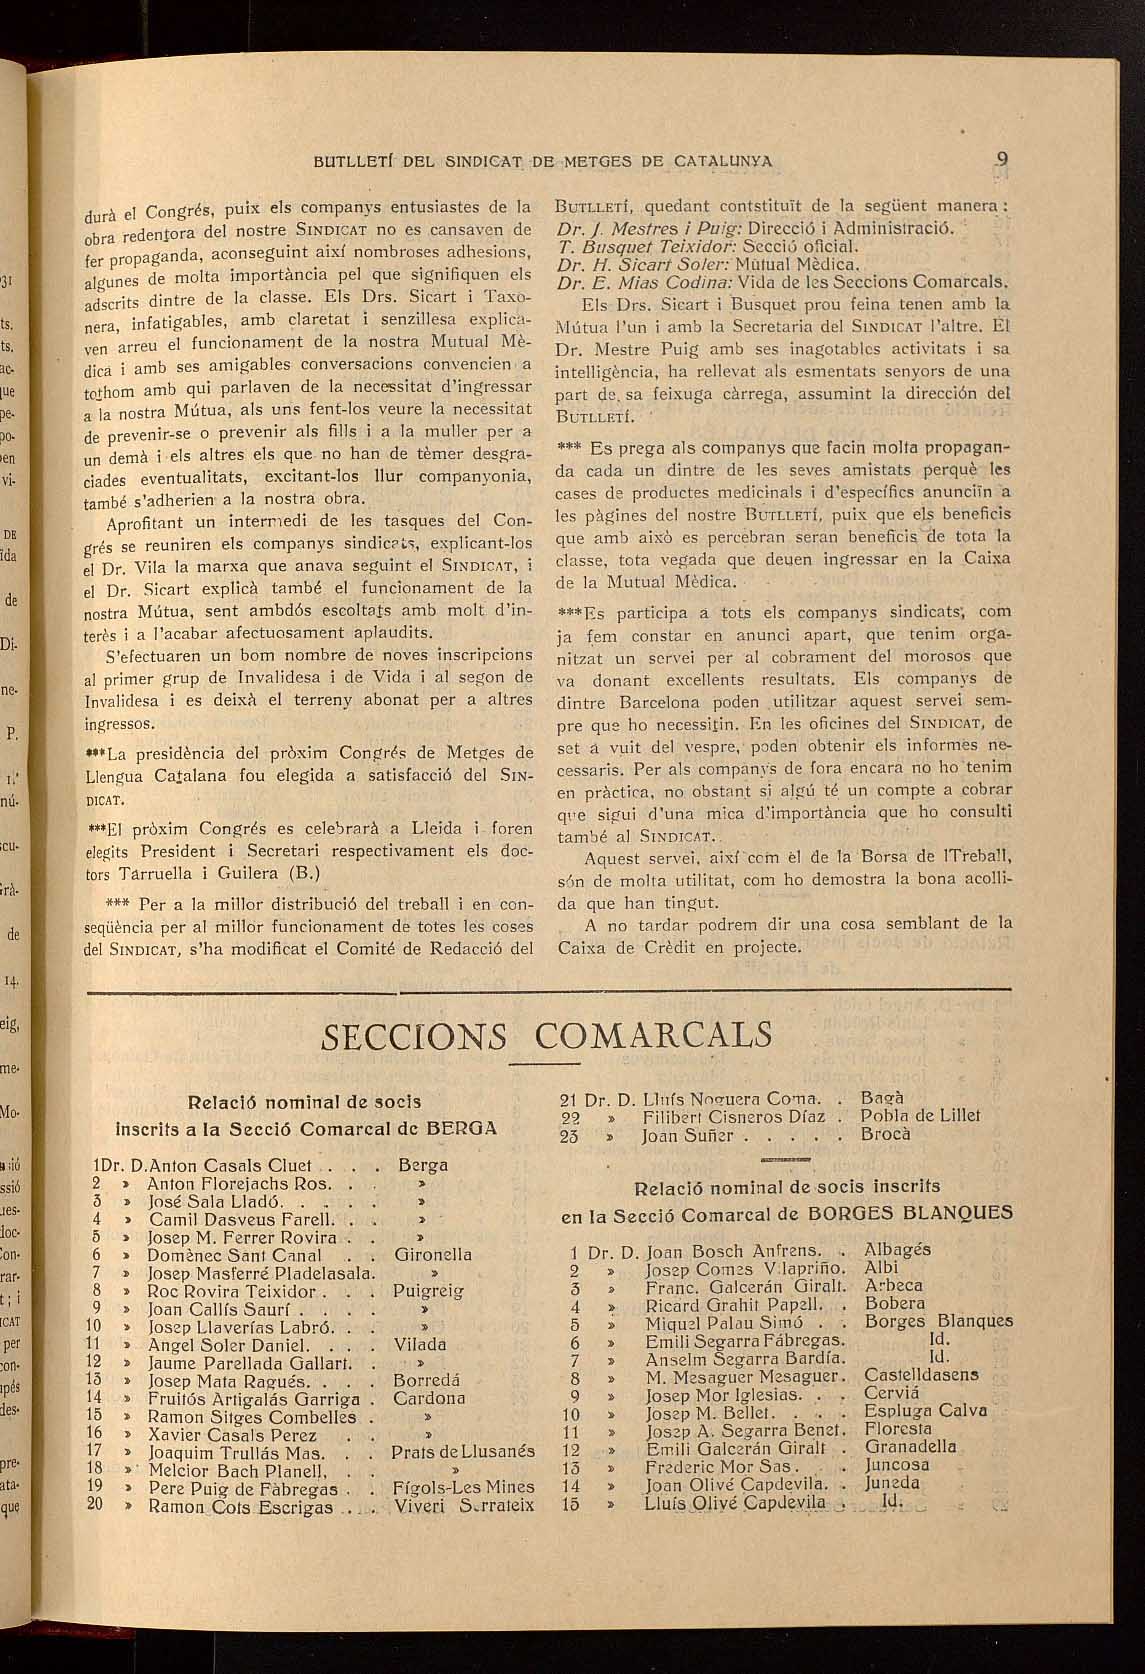 BUTLLETÍ DEL SINDICAT DE METGES DE CATALUNYA 9
durà el Congrés, puix els companys entusiastes de la
obra redentora del nostre SINDICAT no es cansaven de
fer propaganda, aconseguint així nombroses adhesions,
algunes de molta importància pel que signifiquen els
adscrits dintre de la classe. Els Drs. Sicart i Taxo-
nera, infatigables, amb claretat i senzillesa explica-
ven arreu el funcionament de la nostra Mutual Mè-
dica i amb ses amigables conversacions convencien a
tothom amb qui parlaven de la necessitat d'ingressar
a la nostra Mútua, als uns fent-los veure la necessitat
de prevenir-se o prevenir als fills i a la muller per a
un demà i els altres els que no han de tèmer desgra-
ciades eventualitats, excitant-los llur companyonia,
també s'adherien a la nostra obra.
Aprofitant un intermedi de les tasques del Con-
grés se reuniren els companys sindicats, explicant-los
el Dr. Vila la marxa que anava seguint el SINDICAT, i
el Dr. Sicart explicà també el funcionament de la
nostra Mútua, sent ambdós escoltats amb molt d'in-
terès i a l'acabar afectuosament aplaudits.
S'efectuaren un bom nombre de noves inscripcions
al primer grup de Invalidesa i de Vida i al segon de
Invalidesa i es deixà el terreny abonat per a altres
ingressos.
***La presidència del pròxim Congrés de Metges de
Llengua Catalana fou elegida a satisfacció del SIN-
DICAT.
***El pròxim Congrés es celebrarà a Lleida i foren
elegits President i Secretari respectivament els doc-
tors Tarruella i Guilera (B.)
*** Per a la millor distribució del treball i en con-
seqüència per al millor funcionament de totes les coses
del SINDICAT, s'ha modificat el Comité de Redacció del
BUTLLETÍ, quedant contstituït de la següent manera :
Dr. J. Mestres i Puig: Direcció i Administració.
T. Busquet Teixidor: Secció oficial.
Dr. H. Sicart Soler: Mútual Mèdica.
Dr. E. Mias Codina: Vida de les Seccions Comarcals.
Els Drs. Sicart i Busquet prou feina tenen amb la
Mútua l'un i amb la Secretaria del SINDICAT l'altre. El
Dr. Mestre Puig amb ses inagotables activitats i sa
intelligència, ha rellevat als esmentats senyors de una
part de sa feixuga càrrega, assumint la dirección del
BUTLLETÍ.
*** Es prega als companys que facin molta propagan-
da cada un dintre de les seves amistats perquè les
cases de productes medicinals i d'específics anunciïn a
les pàgines del nostre BUTLLETÍ, puix que els beneficis
que amb això es percebran seran beneficis de tota la
classe, tota vegada que deuen ingressar en la Caixa
de la Mutual Mèdica.
***Es participa a tots els companys sindicats, com
ja fem constar en anunci apart, que tenim orga-
nitzat un servei per al cobrament del morosos que
va donant excellents resultats. Els companys de
dintre Barcelona poden utilitzar aquest servei sem-
pre que ho necessitin. En les oficines del SINDICAT, de
set a vuit del vespre, poden obtenir els informes ne-
cessaris. Per als companys de fora encara no ho tenim
en pràctica, no obstant si algú té un compte a cobrar
que sigui d'una mica d'importància que ho consulti
també al SINDICAT.
Aquest servei, així com el de la Borsa de lTreball,
són de molta utilitat, com ho demostra la bona acolli-
da que han tingut.
A no tardar podrem dir una cosa semblant de la
Caixa de Crèdit en projecte.
SECCIONS COMARCALS
Relació nominal de socis
inscrits a la Secció Comarcal de BERGA
1Dr. D.Anton Casals Cluet . . . Berga
2 » Anton Florejachs Ros. . . »
3 » José Sala Lladó. . . . . »
4 » Camil Dasveus Farell. . . »
5 » Josep M. Ferrer Rovira . . »
6 » Domènec Sant Canal . . Gironella
7 » Josep Masferré Pladelasala. »
8 » Roc Rovira Teixidor . . . Puigreig
9 » Joan Callís Saurí . . . . »
10 » Josep Llaverías Labró. . . »
11 » Angel Soler Daniel. . . . Vilada
12 » Jaume Parellada Gallart. . »
13 » Josep Mata Ragués. . . . Borredá
14 » Fruitós Artigalás Garriga . Cardona
15 » Ramon Sitges Combelles . »
16 » Xavier Casals Perez . . »
17 » Joaquim Trullás Mas. . . Prats de Llusanés
18 » Melcior Bach Planell, . . »
19 » Pere Puig de Fàbregas . . Fígols-Les Mines
20 » Ramon Cots Escrigas . . . Viveri Serrateix
21 Dr. D. Lluís Noguera Coma. . Bagà
22 » Filibert Cisneros Díaz . Pobla de Lillet
23 » Joan Suñer . . . . . Brocà
Relació nominal de socis inscrits
en la Secció Comarcal de BORGES BLANQUES
1 Dr. D. Joan Bosch Anfrens. . Albagés
2 » Josep Comes Vilapriño. Albi
3 » Franc. Galcerán Giralt. Arbeca
4 » Ricard Grahit Papell. . Bobera
5 » Miquel Palau Simó . . Borges Blanques
6 » Emili Segarra Fábregas. Id.
7 » Anselm Segarra Bardía. Id.
8 » M. Mesaguer Mesaguer. Castelldasens
9 » Josep Mor Iglesias. . . Cerviá
10 » Josep M. Bellet. . . . Espluga Calva
11 » Josep A. Segarra Benet. Floresta
12 » Emili Galcerán Giralt . Granadella
13 » Frederic Mor Sas . . Juncosa
14 » Joan Olivé Capdevila. . Juneda
15 » Lluís Olivé Capdevila . Id.